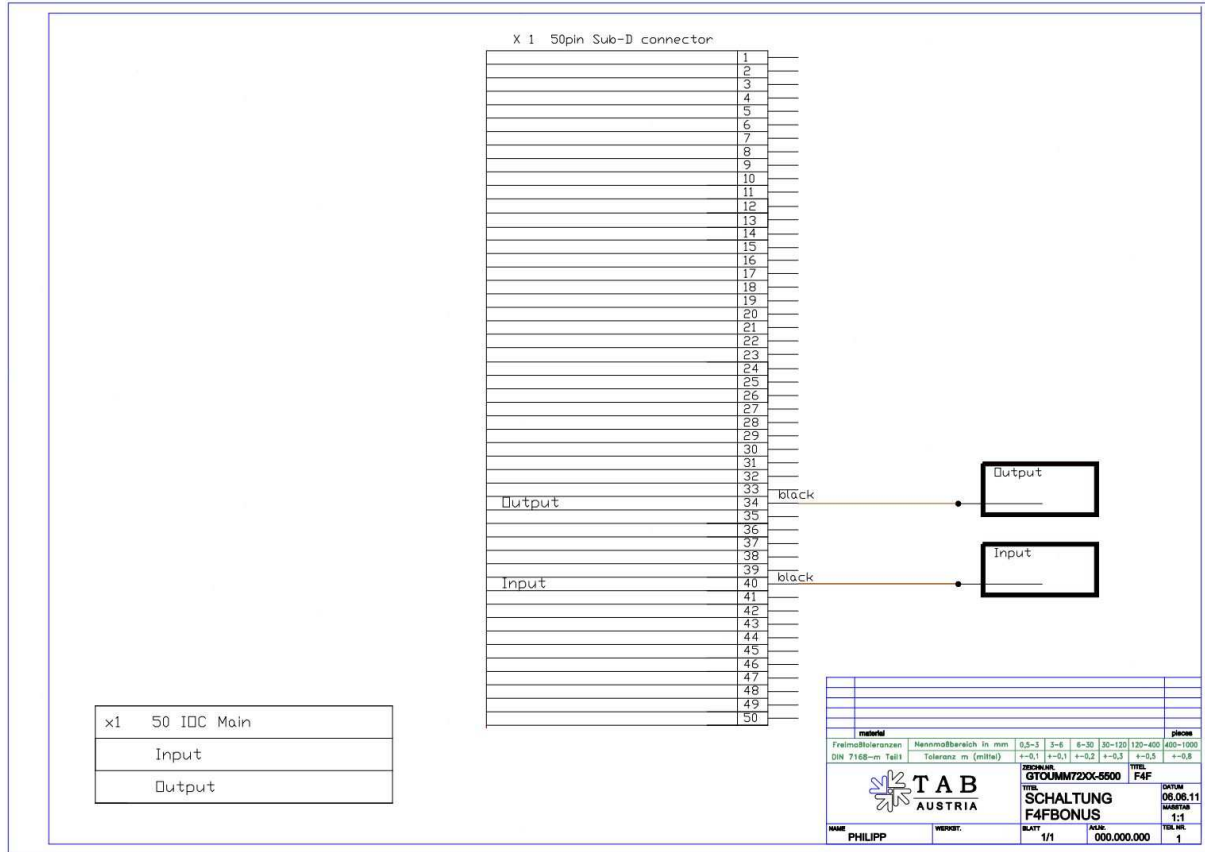 X 1 50pin Sub-D connector
1
2
3
4
5
6
7
8
9
10
11
12
13
14
15
16
17
18
19
20
21
22
23
24
25
26
27
28
29
30
31
32
33
Output 34 black
35
36
37
38
39
Input 40 black
41
42
43
44
45
46
47
48
49
50
Output
Input
x1 50 IDC Main
Input
Output
material pieces
Freimaßtoleranzen Nennmaßbereich in mm 0,5-3 3-6 6-30 30-120 120-400 400-1000
DIN 7168-m Teil1 Toleranz m (mittel) +-0,1 +-0,1 +-0,2 +-0,3 +-0,5 +-0,8
TAB
AUSTRIA
ZEICHN.NR. TITEL
GTOUMM72XX-5500 F4F
TITEL DATUM
SCHALTUNG 06.06.11
F4FBONUS MASSTAB
1:1
NAME WERKST. BLATT Art.Nr. TEIL NR.
PHILIPP 1/1 000.000.000 1